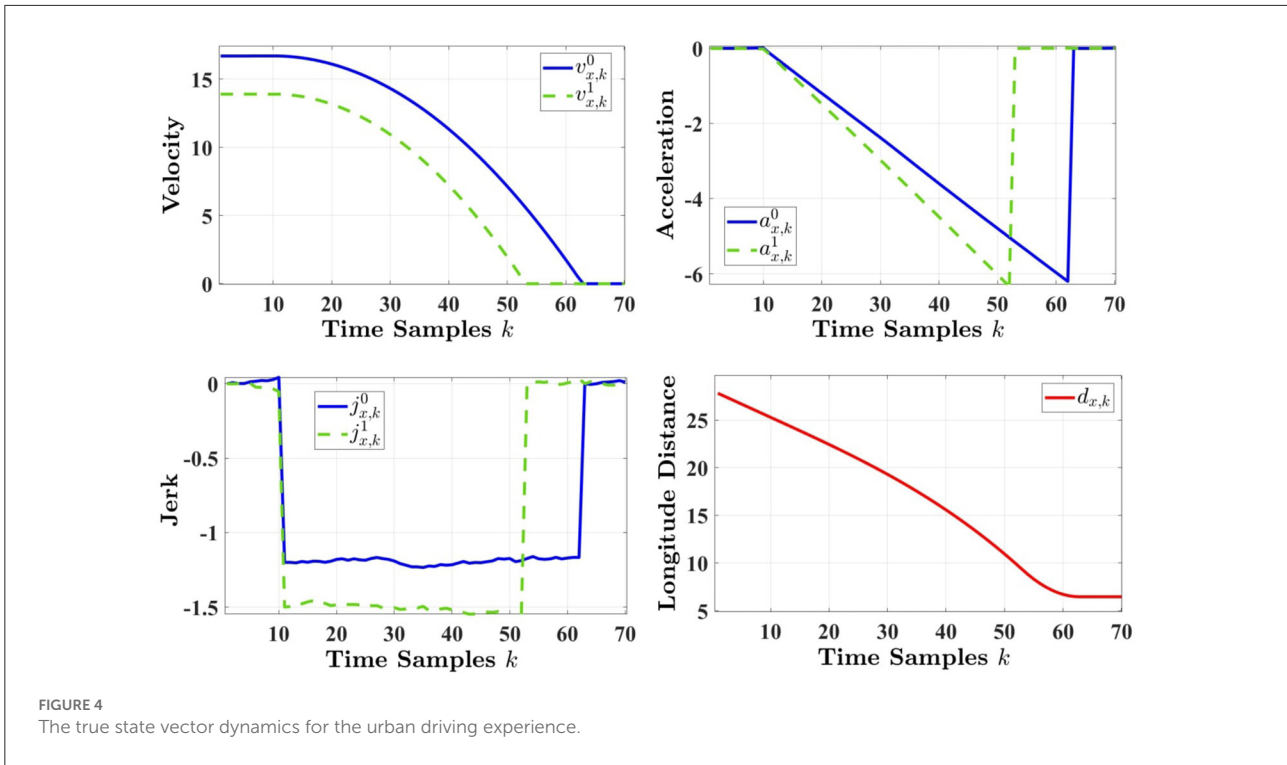 15
10
5
0
Velocity
10 20 30 40 50 60 70
Time Samples k
v^0_{x,k}
v^1_{x,k}
0
-2
-4
-6
Acceleration
10 20 30 40 50 60 70
Time Samples k
a^0_{x,k}
a^1_{x,k}
0
-0.5
-1
-1.5
Jerk
10 20 30 40 50 60 70
Time Samples k
j^0_{x,k}
j^1_{x,k}
25
20
15
10
5
Longitude Distance
10 20 30 40 50 60 70
Time Samples k
d_{x,k}
FIGURE 4
The true state vector dynamics for the urban driving experience.